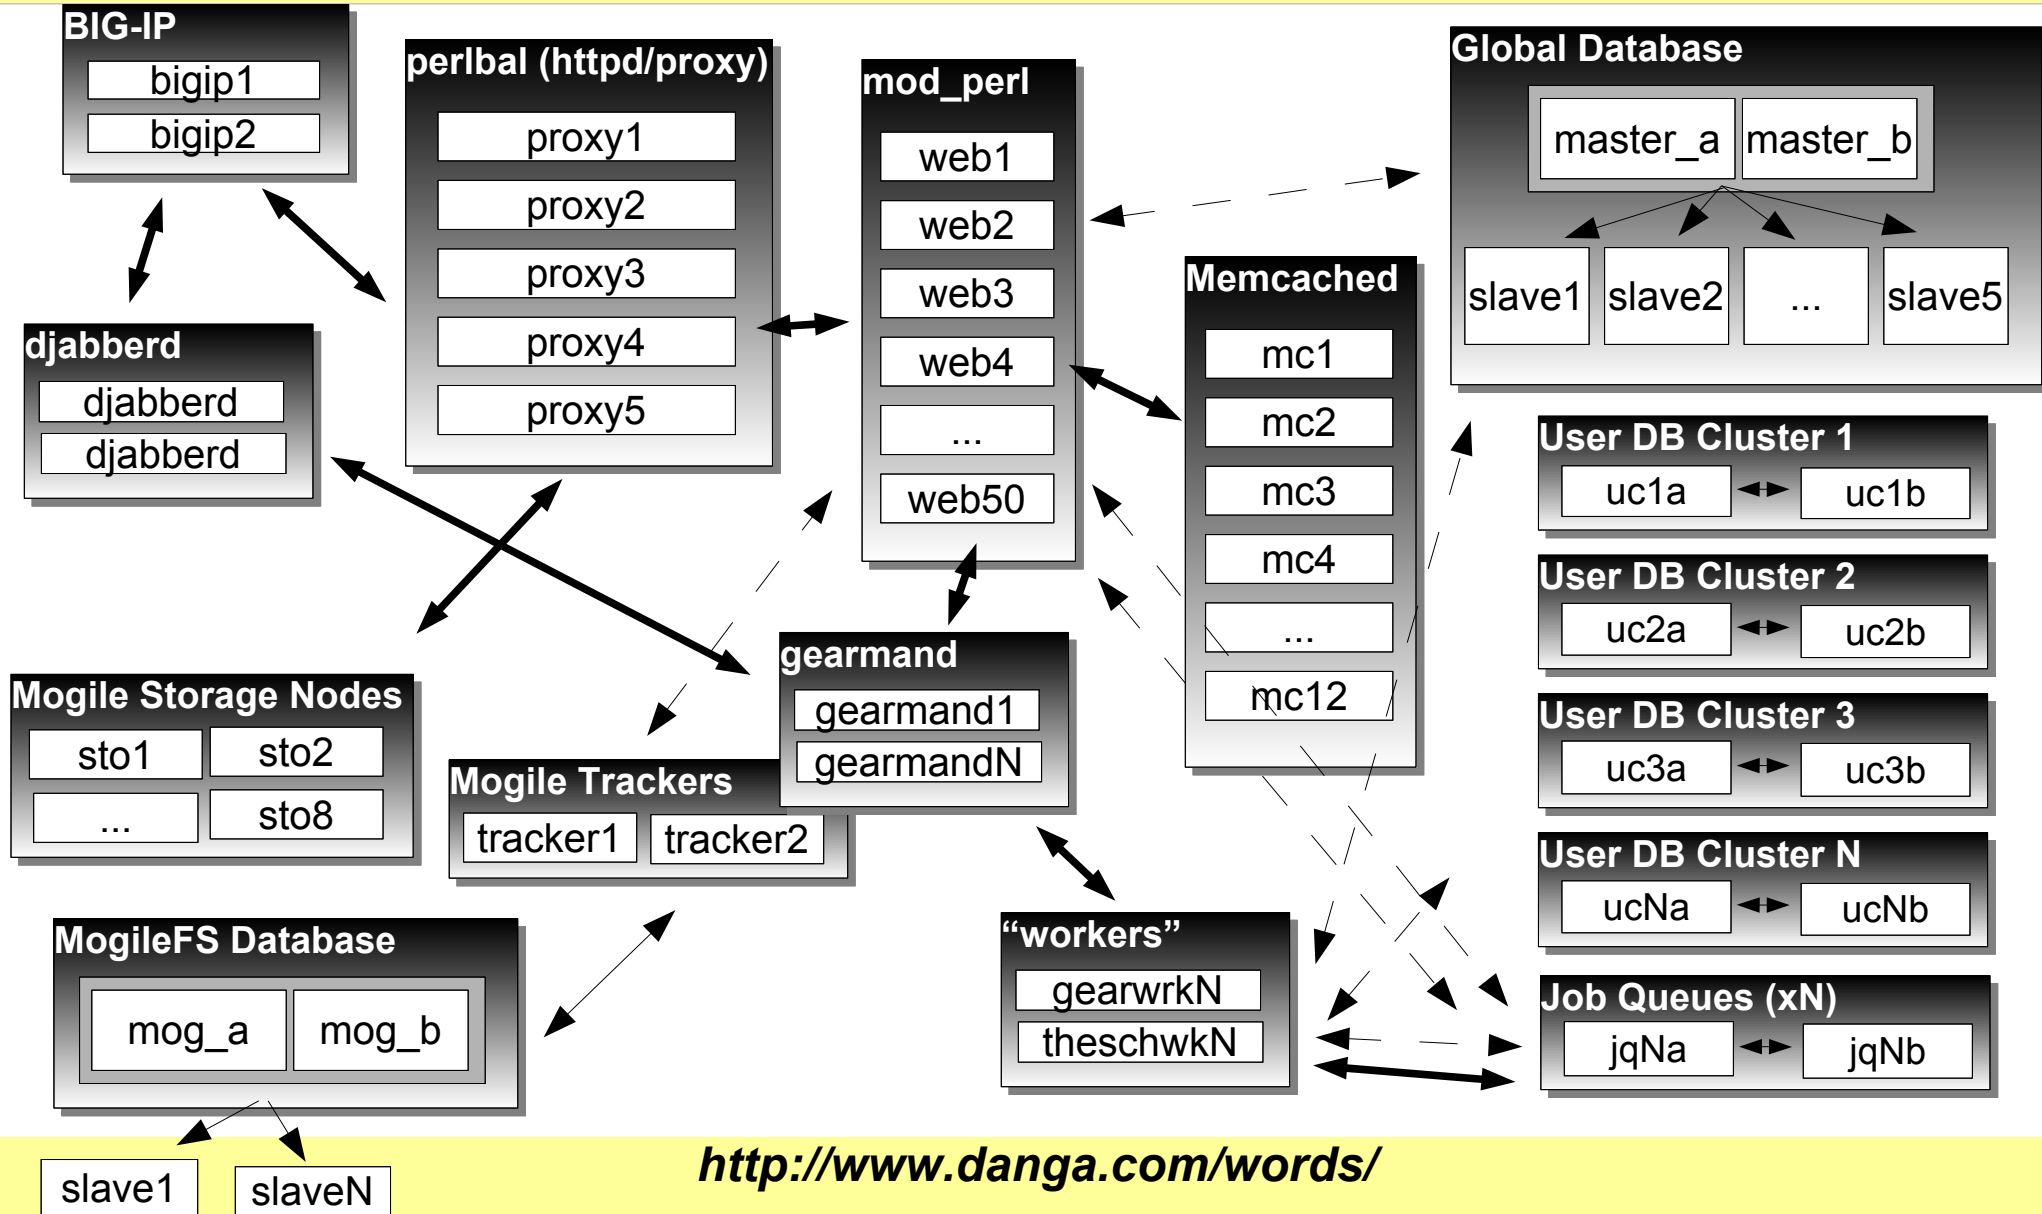 BIG-IP
bigip1
bigip2
perlbal (httpd/proxy)
proxy1
proxy2
proxy3
proxy4
proxy5
mod_perl
web1
web2
web3
web4
...
web50
Global Database
master_a
master_b
slave1
slave2
...
slave5
Memcached
mc1
mc2
mc3
mc4
...
mc12
djabberd
djabberd
djabberd
User DB Cluster 1
uc1a
uc1b
User DB Cluster 2
uc2a
uc2b
User DB Cluster 3
uc3a
uc3b
User DB Cluster N
ucNa
ucNb
Job Queues (xN)
jqNa
jqNb
gearmand
gearmand1
gearmandN
Mogile Storage Nodes
sto1
sto2
...
sto8
Mogile Trackers
tracker1
tracker2
“workers”
gearwrkN
theschwkN
MogileFS Database
mog_a
mog_b
slave1
slaveN
http://www.danga.com/words/